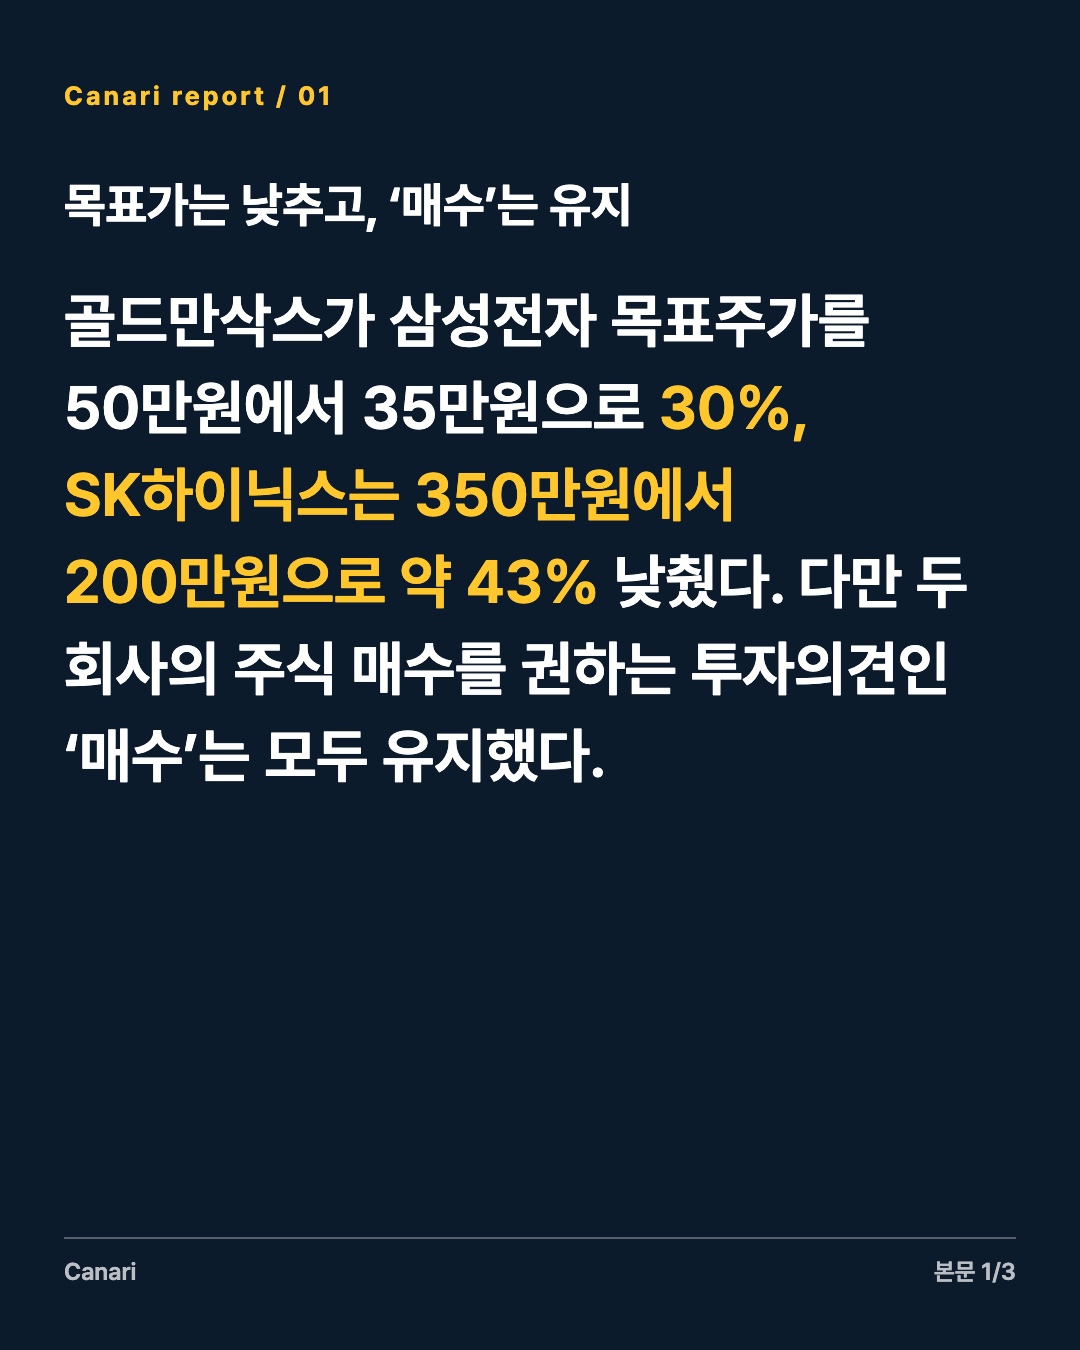 Canari report / 01
목표가는 낮추고, ‘매수’는 유지
골드만삭스가 삼성전자 목표주가를
50만원에서 35만원으로 30%,
SK하이닉스는 350만원에서
200만원으로 약 43% 낮췄다. 다만 두
회사의 주식 매수를 권하는 투자의견인
‘매수’는 모두 유지했다.
Canari
본문 1/3